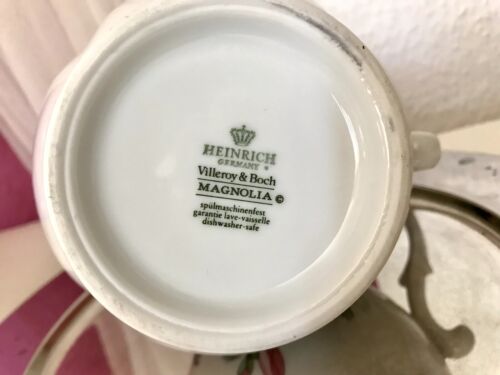 HEINRICH
GERMANY ®
Villeroy & Boch
MAGNOLIA ©
spülmaschinenfest
garantie lave-vaisselle
dishwasher-safe